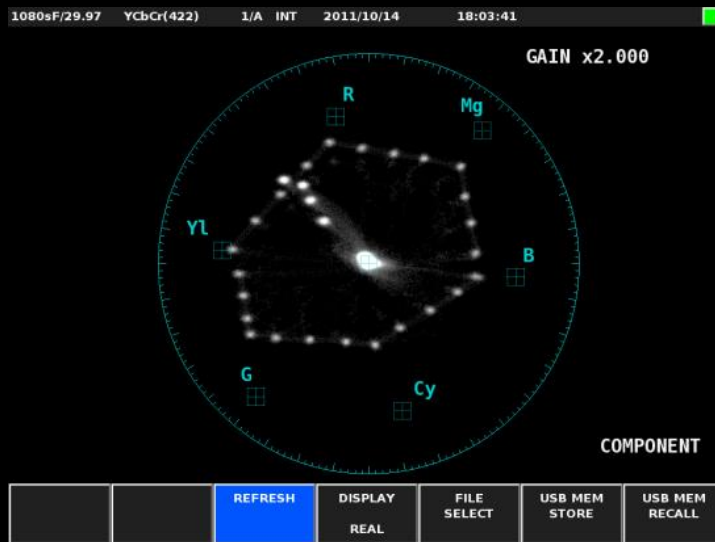 1080sF/29.97 YCbCr(422) 1/A INT 2011/10/14 18:03:41
GAIN x2.000
R
Mg
Yl
B
G
Cy
COMPONENT
REFRESH
DISPLAY
REAL
FILE
SELECT
USB MEM
STORE
USB MEM
RECALL